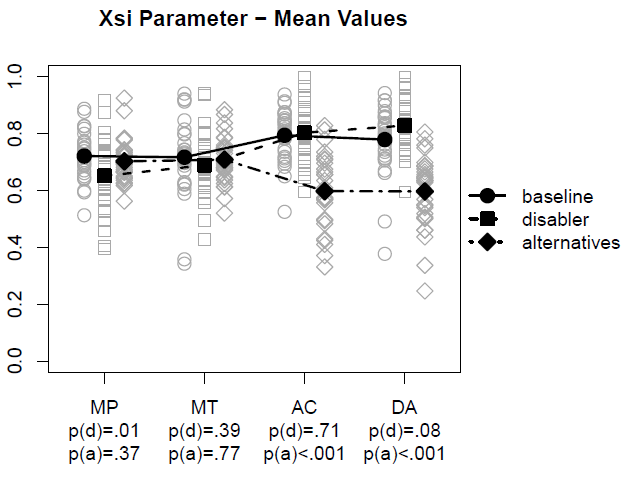 Xsi Parameter − Mean Values
1.0
0.8
0.6
0.4
0.2
0.0
baseline
disabler
alternatives
MP MT AC DA
p(d)=.01 p(d)=.39 p(d)=.71 p(d)=.08
p(a)=.37 p(a)=.77 p(a)<.001 p(a)<.001